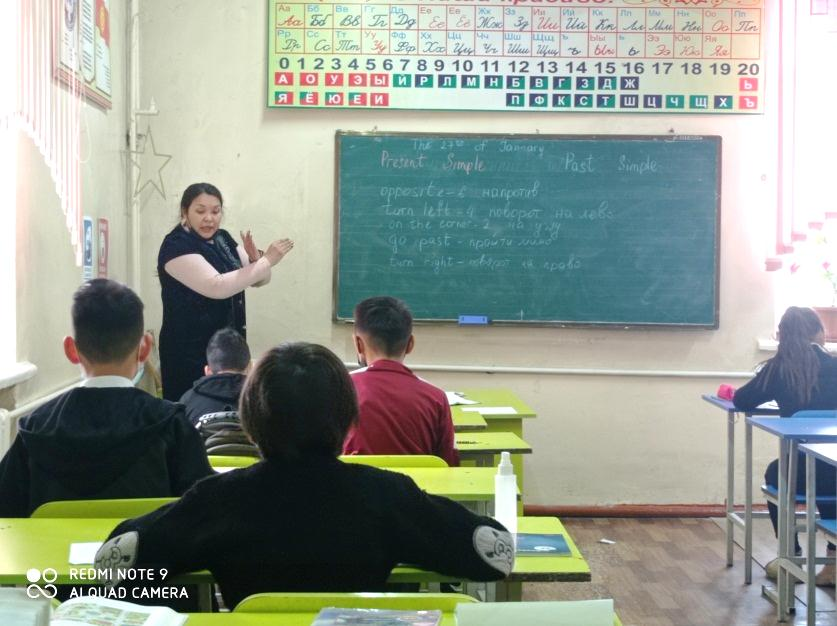 Аа Бб Вв Гг Дд Ее Ёё Жж Зз Ии Йй Кк Лл Мм Нн Оо Пп
Рр Сс Тт Уу Фф Хх Цц Чч Шш Щщ ъ Ыы ь Ээ Юю Яя
0 1 2 3 4 5 6 7 8 9 10 11 12 13 14 15 16 17 18 19 20
А О У Э Ы Й Р Л М Н Б В Г З Д Ж Ь
Я Ё Ю Е И П Ф К С Т Ш Ц Ч Щ Х Ъ
The 27th of January
Present Simple Past Simple
opposite - напротив
turn left - поворот на лево
on the corner - на углу
go past - пройти мимо
turn right - поворот на право
REDMI NOTE 9
AI QUAD CAMERA